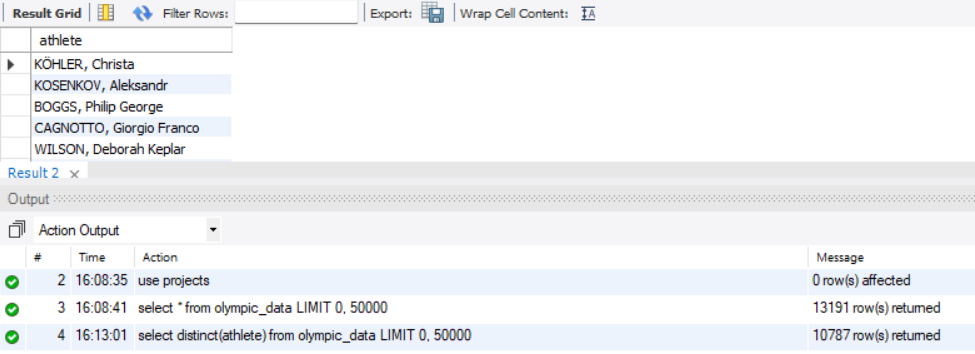 Result Grid Filter Rows: Export: Wrap Cell Content: IA
athlete
KÖHLER, Christa
KOSENKOV, Aleksandr
BOGGS, Philip George
CAGNOTTO, Giorgio Franco
WILSON, Deborah Keplar
Result 2 ×
Output
Action Output
# Time Action Message
2 16:08:35 use projects 0 row(s) affected
3 16:08:41 select * from olympic_data LIMIT 0, 50000 13191 row(s) returned
4 16:13:01 select distinct(athlete) from olympic_data LIMIT 0, 50000 10787 row(s) returned